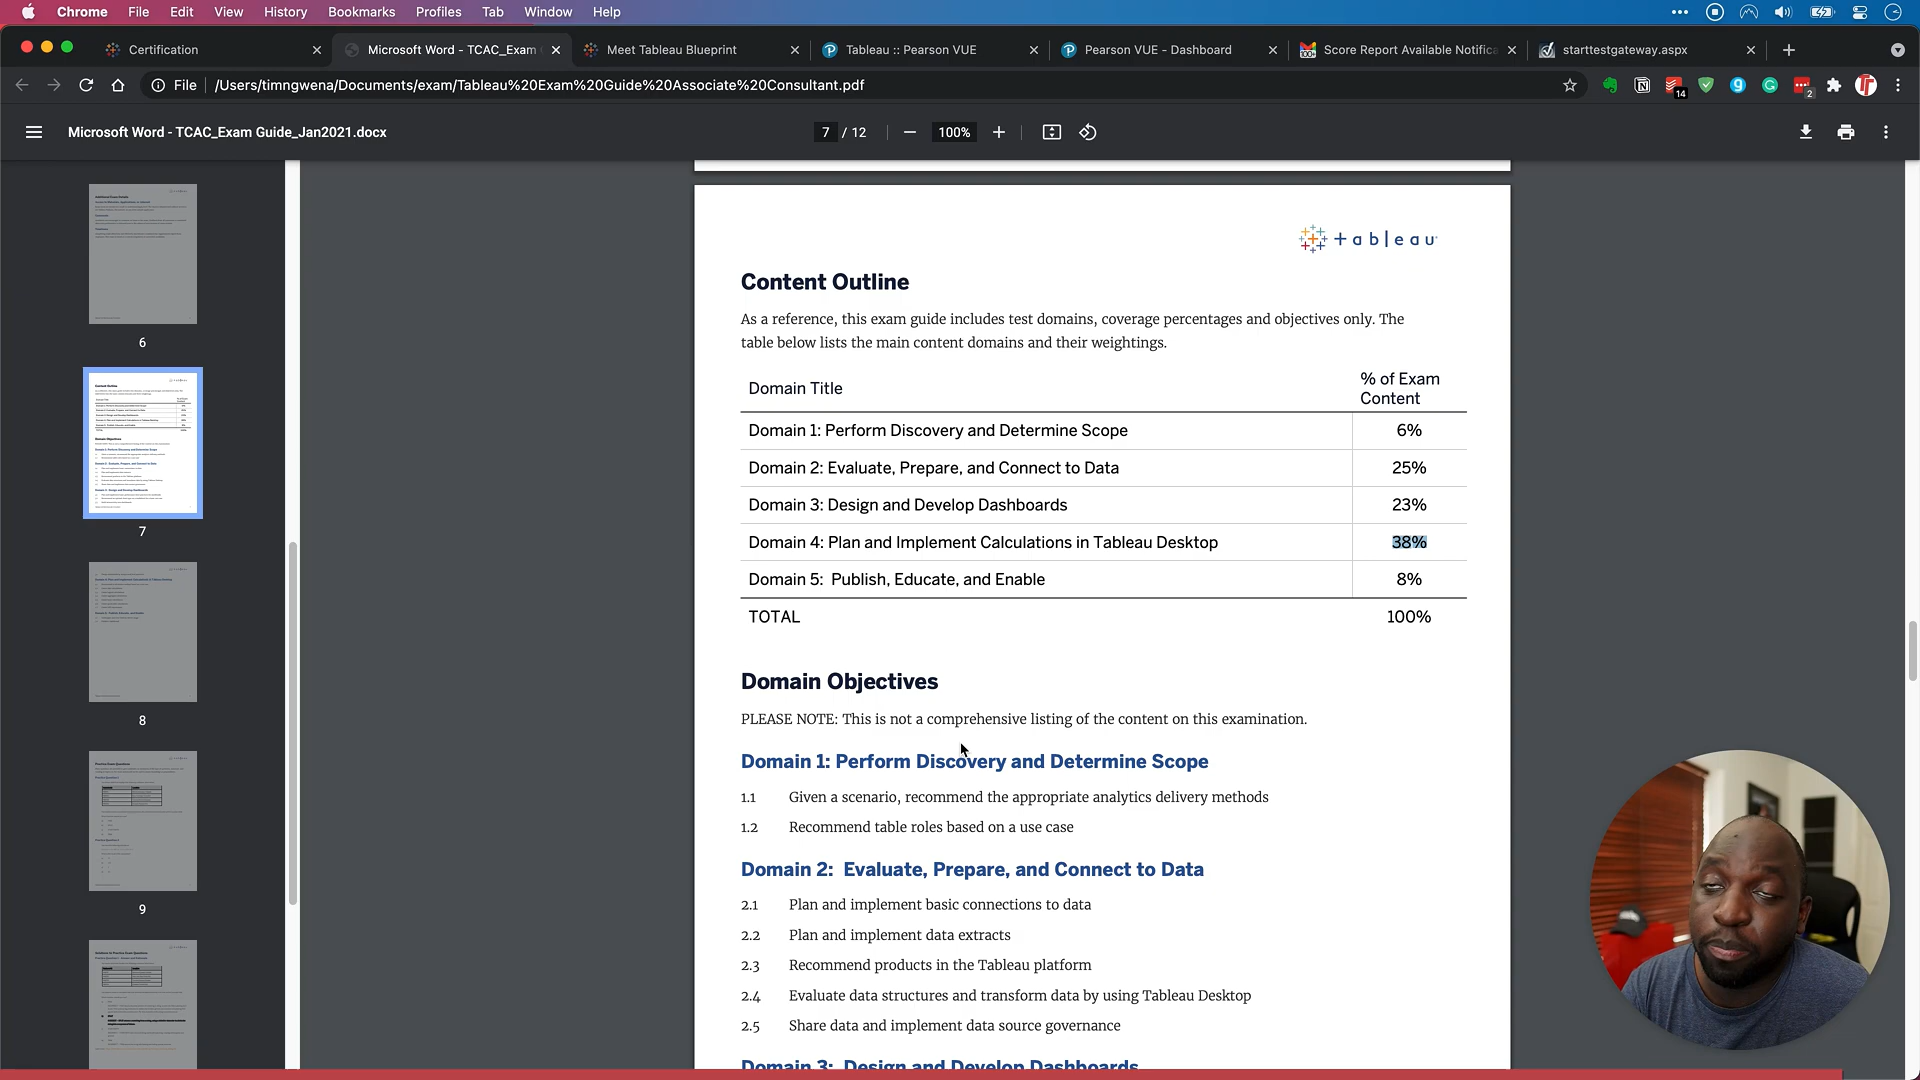 Chrome File Edit View History Bookmarks Profiles Tab Window Help
Certification
Microsoft Word - TCAC_Exam
Meet Tableau Blueprint
Tableau :: Pearson VUE
Pearson VUE - Dashboard
Score Report Available Notifica
starttestgateway.aspx
File /Users/timngwena/Documents/exam/Tableau%20Exam%20Guide%20Associate%20Consultant.pdf
14
2
Microsoft Word - TCAC_Exam Guide_Jan2021.docx
7 / 12
100%
6
7
8
9
+ableau
Content Outline
As a reference, this exam guide includes test domains, coverage percentages and objectives only. The
table below lists the main content domains and their weightings.
Domain Title
% of Exam
Content
Domain 1: Perform Discovery and Determine Scope 6%
Domain 2: Evaluate, Prepare, and Connect to Data 25%
Domain 3: Design and Develop Dashboards 23%
Domain 4: Plan and Implement Calculations in Tableau Desktop 38%
Domain 5: Publish, Educate, and Enable 8%
TOTAL 100%
Domain Objectives
PLEASE NOTE: This is not a comprehensive listing of the content on this examination.
Domain 1: Perform Discovery and Determine Scope
1.1 Given a scenario, recommend the appropriate analytics delivery methods
1.2 Recommend table roles based on a use case
Domain 2: Evaluate, Prepare, and Connect to Data
2.1 Plan and implement basic connections to data
2.2 Plan and implement data extracts
2.3 Recommend products in the Tableau platform
2.4 Evaluate data structures and transform data by using Tableau Desktop
2.5 Share data and implement data source governance
Domain 3: Design and Develop Dashboards